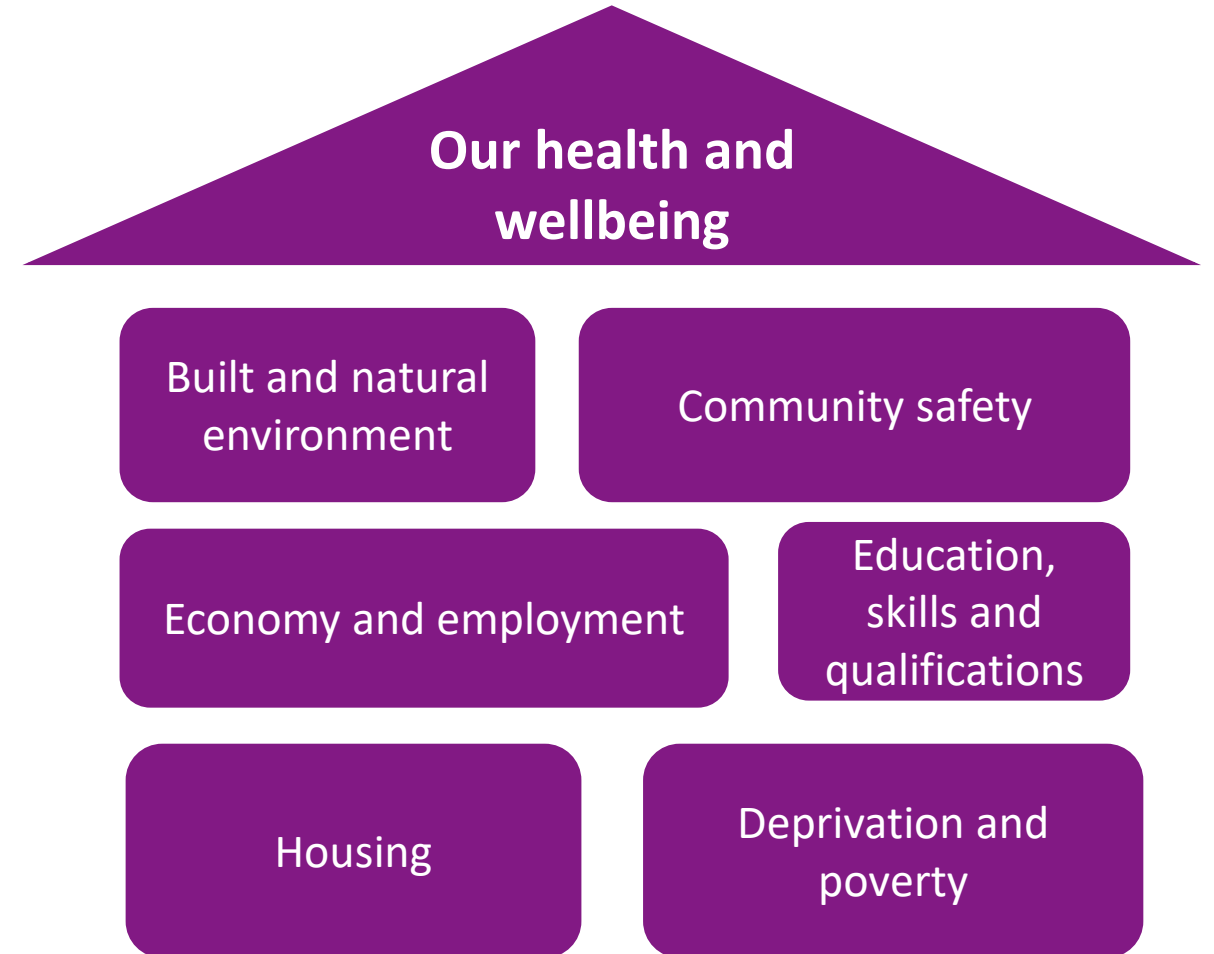 Our health and
wellbeing
Built and natural
environment
Community safety
Economy and employment
Education,
skills and
qualifications
Housing
Deprivation and
poverty